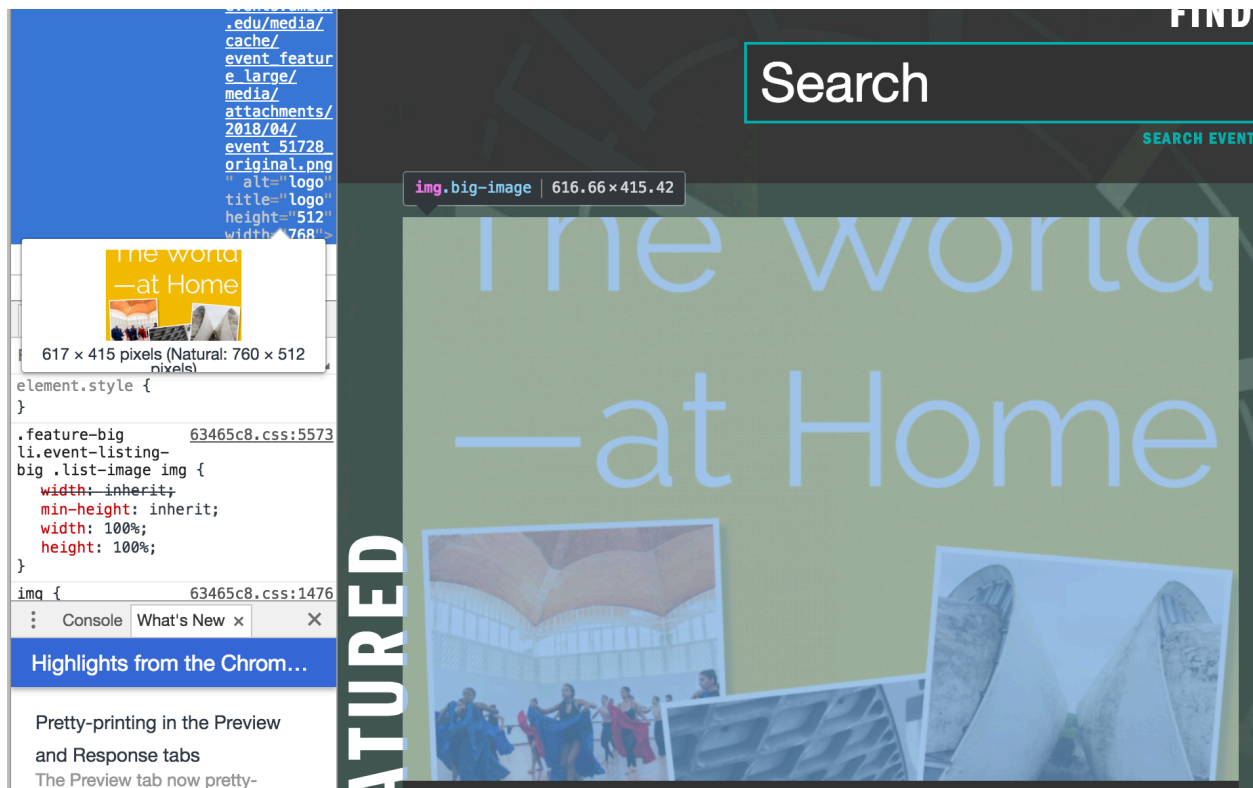 .edu/media/
cache/
event_featur
e_large/
media/
attachments/
2018/04/
event_51728_
original.png
" alt="logo"
title="logo"
height="512"
width="768">
The World
—at Home
617 × 415 pixels (Natural: 760 × 512
pixels)
element.style {
}
.feature-big 63465c8.css:5573
li.event-listing-
big .list-image img {
width: inherit;
min-height: inherit;
width: 100%;
height: 100%;
}
img { 63465c8.css:1476
Console What's New ×
Highlights from the Chrom…
Pretty-printing in the Preview
and Response tabs
The Preview tab now pretty-
FIND
Search
SEARCH EVENT
img.big-image | 616.66×415.42
The World
—at Home
ATURED